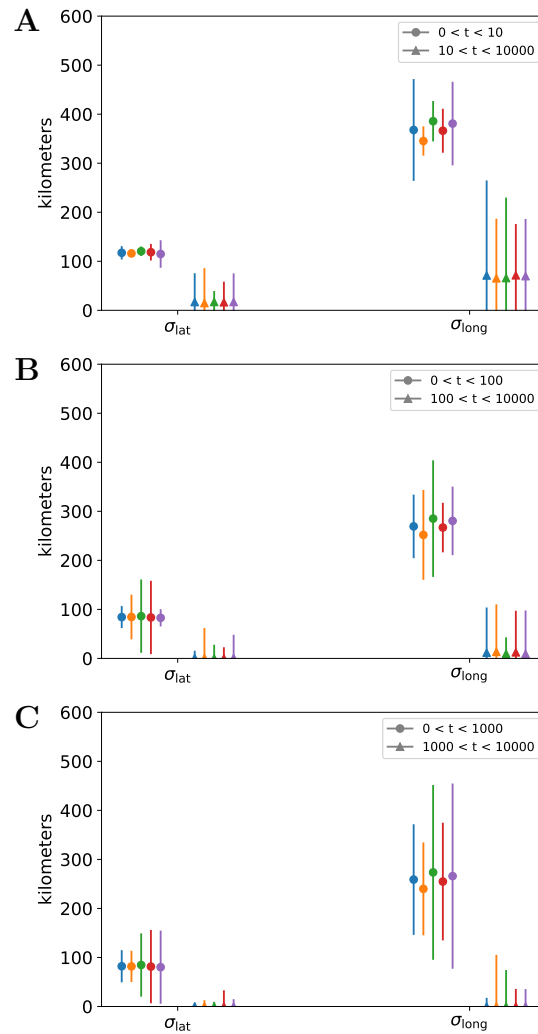 A
600
500
400
300
200
100
0
kilometers
0 < t < 10
10 < t < 10000
σlat
σlong
B
600
500
400
300
200
100
0
kilometers
0 < t < 100
100 < t < 10000
σlat
σlong
C
600
500
400
300
200
100
0
kilometers
0 < t < 1000
1000 < t < 10000
σlat
σlong